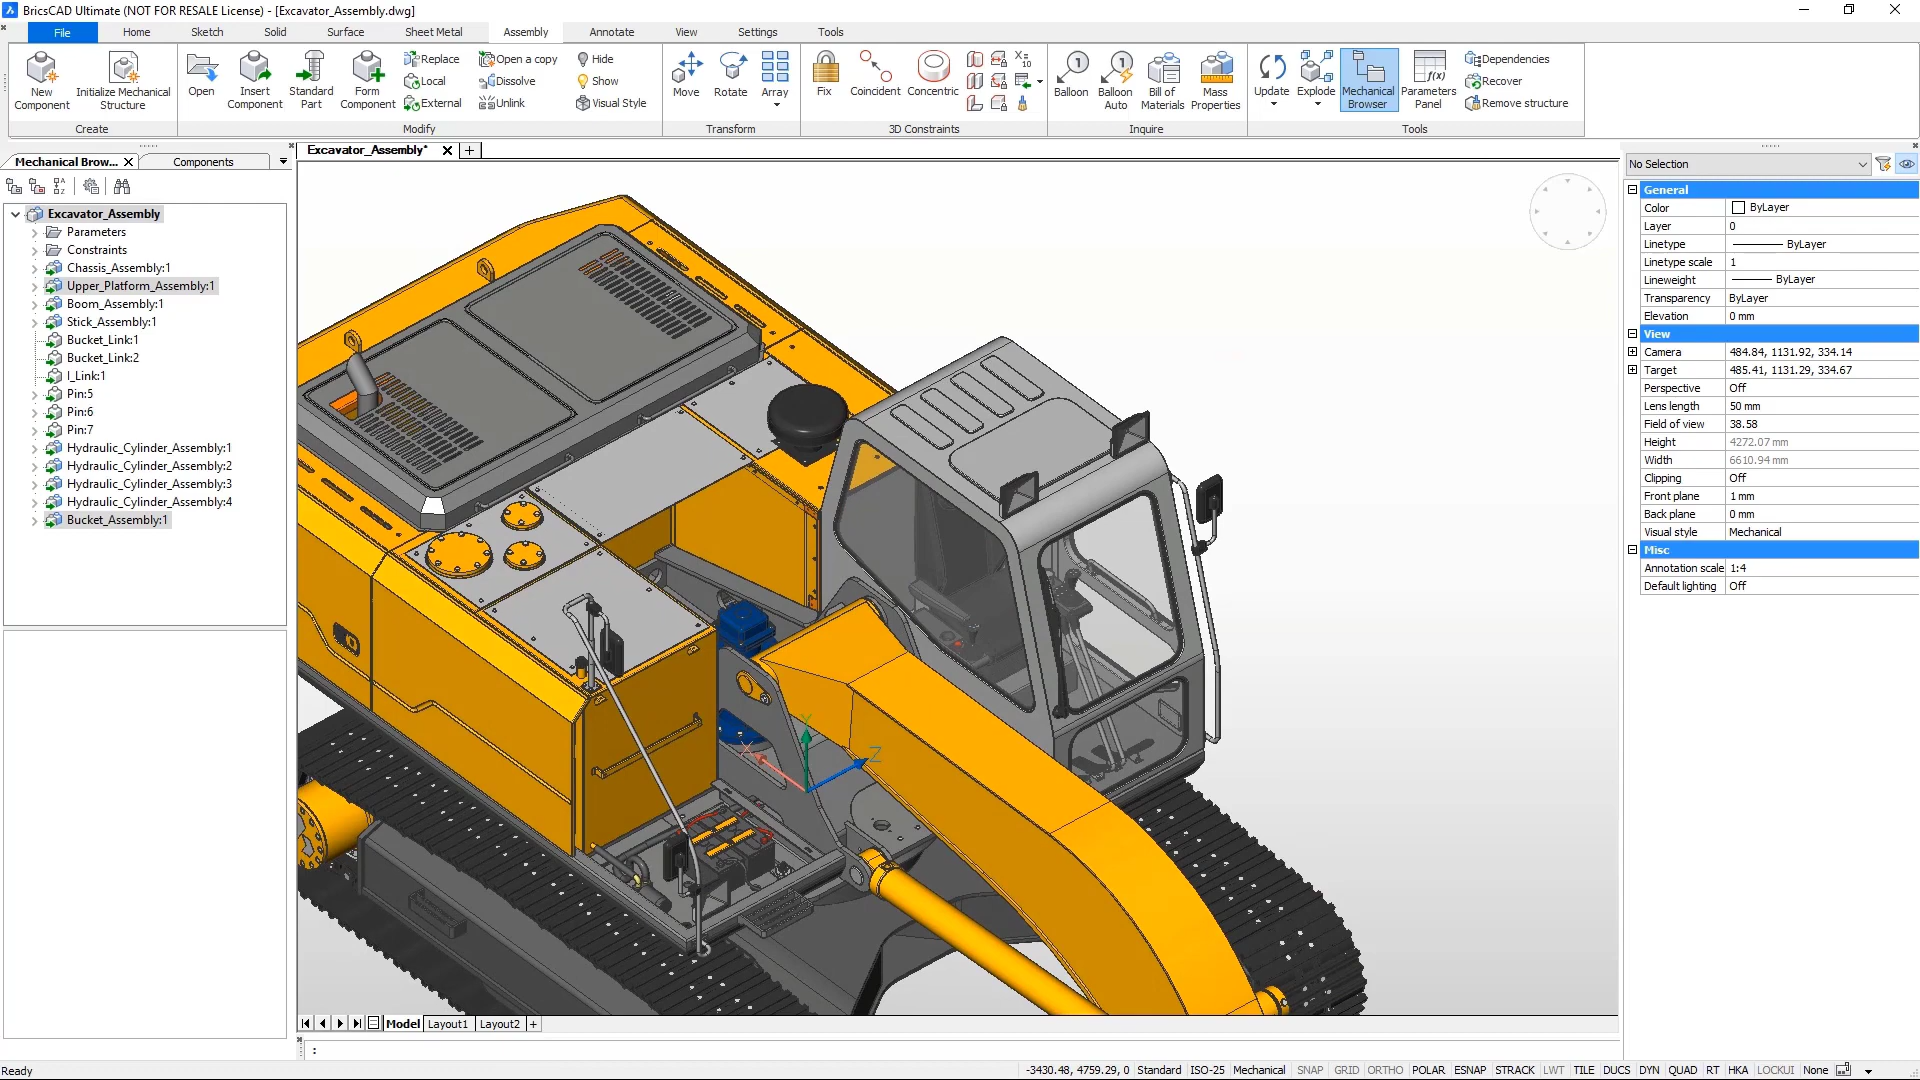 BricsCAD Ultimate (NOT FOR RESALE License) - [Excavator_Assembly.dwg]
File Home Sketch Solid Surface Sheet Metal Assembly Annotate View Settings Tools
New Component
Initialize Mechanical Structure
Create
Open
Insert Component
Standard Part
Form Component
Replace
Local
External
Open a copy
Dissolve
Unlink
Hide
Show
Visual Style
Modify
Move
Rotate
Array
Transform
Fix
Coincident
Concentric
3D Constraints
Balloon
Balloon Auto
Bill of Materials
Mass Properties
Inquire
Update
Explode
Mechanical Browser
Parameters Panel
Dependencies
Recover
Remove structure
Tools
Mechanical Brow...
Components
Excavator_Assembly
Parameters
Constraints
Chassis_Assembly:1
Upper_Platform_Assembly:1
Boom_Assembly:1
Stick_Assembly:1
Bucket_Link:1
Bucket_Link:2
I_Link:1
Pin:5
Pin:6
Pin:7
Hydraulic_Cylinder_Assembly:1
Hydraulic_Cylinder_Assembly:2
Hydraulic_Cylinder_Assembly:3
Hydraulic_Cylinder_Assembly:4
Bucket_Assembly:1
Excavator_Assembly*
X
Y
Z
Model Layout1 Layout2 +
:
No Selection
General
Color ByLayer
Layer 0
Linetype ByLayer
Linetype scale 1
Lineweight ByLayer
Transparency ByLayer
Elevation 0 mm
View
Camera 484.84, 1131.92, 334.14
Target 485.41, 1131.29, 334.67
Perspective Off
Lens length 50 mm
Field of view 38.58
Height 4272.07 mm
Width 6610.94 mm
Clipping Off
Front plane 1 mm
Back plane 0 mm
Visual style Mechanical
Misc
Annotation scale 1:4
Default lighting Off
Ready
-3430.48, 4759.29, 0 Standard ISO-25 Mechanical SNAP GRID ORTHO POLAR ESNAP STRACK LWT TILE DUCS DYN QUAD RT HKA LOCKUI None